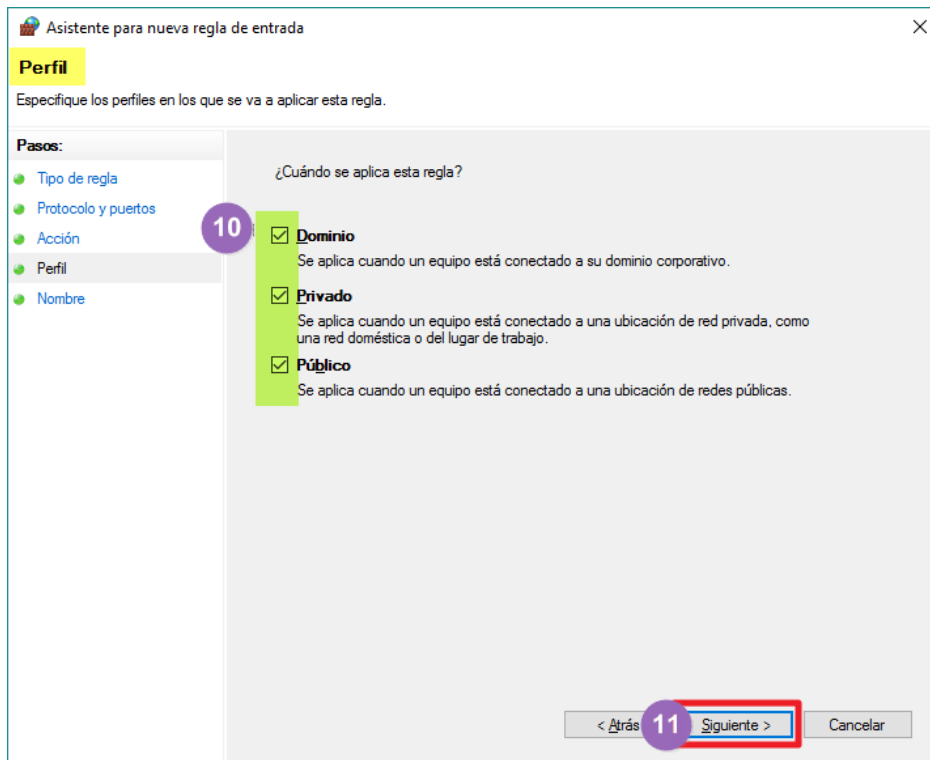 Asistente para nueva regla de entrada
Perfil
Especifique los perfiles en los que se va a aplicar esta regla.
Pasos:
Tipo de regla
Protocolo y puertos
Acción
Perfil
Nombre
¿Cuándo se aplica esta regla?
10
Dominio
Se aplica cuando un equipo está conectado a su dominio corporativo.
Privado
Se aplica cuando un equipo está conectado a una ubicación de red privada, como
una red doméstica o del lugar de trabajo.
Público
Se aplica cuando un equipo está conectado a una ubicación de redes públicas.
< Atrás
11
Siguiente >
Cancelar